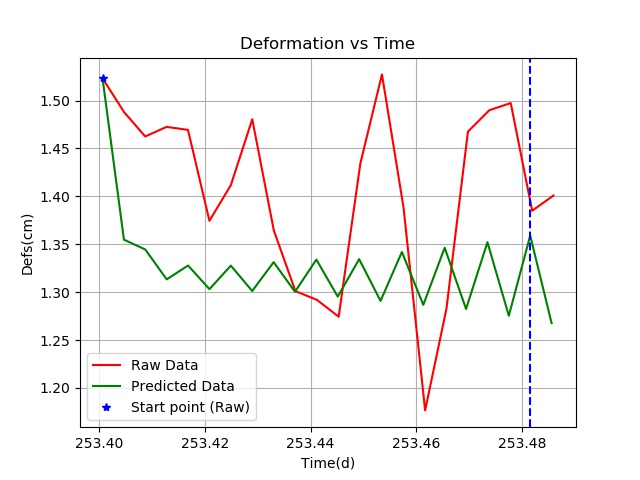 Deformation vs Time
Defs(cm)
1.50
1.45
1.40
1.35
1.30
1.25
1.20
Raw Data
Predicted Data
Start point (Raw)
253.40 253.42 253.44 253.46 253.48
Time(d)